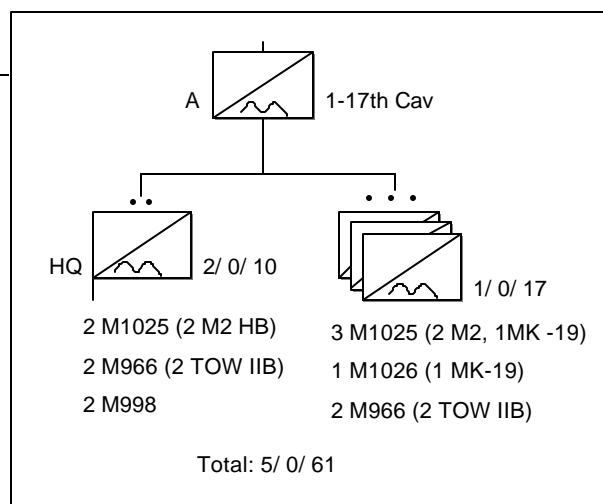 A 1-17th Cav
HQ 2/ 0/ 10 1/ 0/ 17
2 M1025 (2 M2 HB)
2 M966 (2 TOW IIB)
2 M998
3 M1025 (2 M2, 1MK -19)
1 M1026 (1 MK-19)
2 M966 (2 TOW IIB)
Total: 5/ 0/ 61